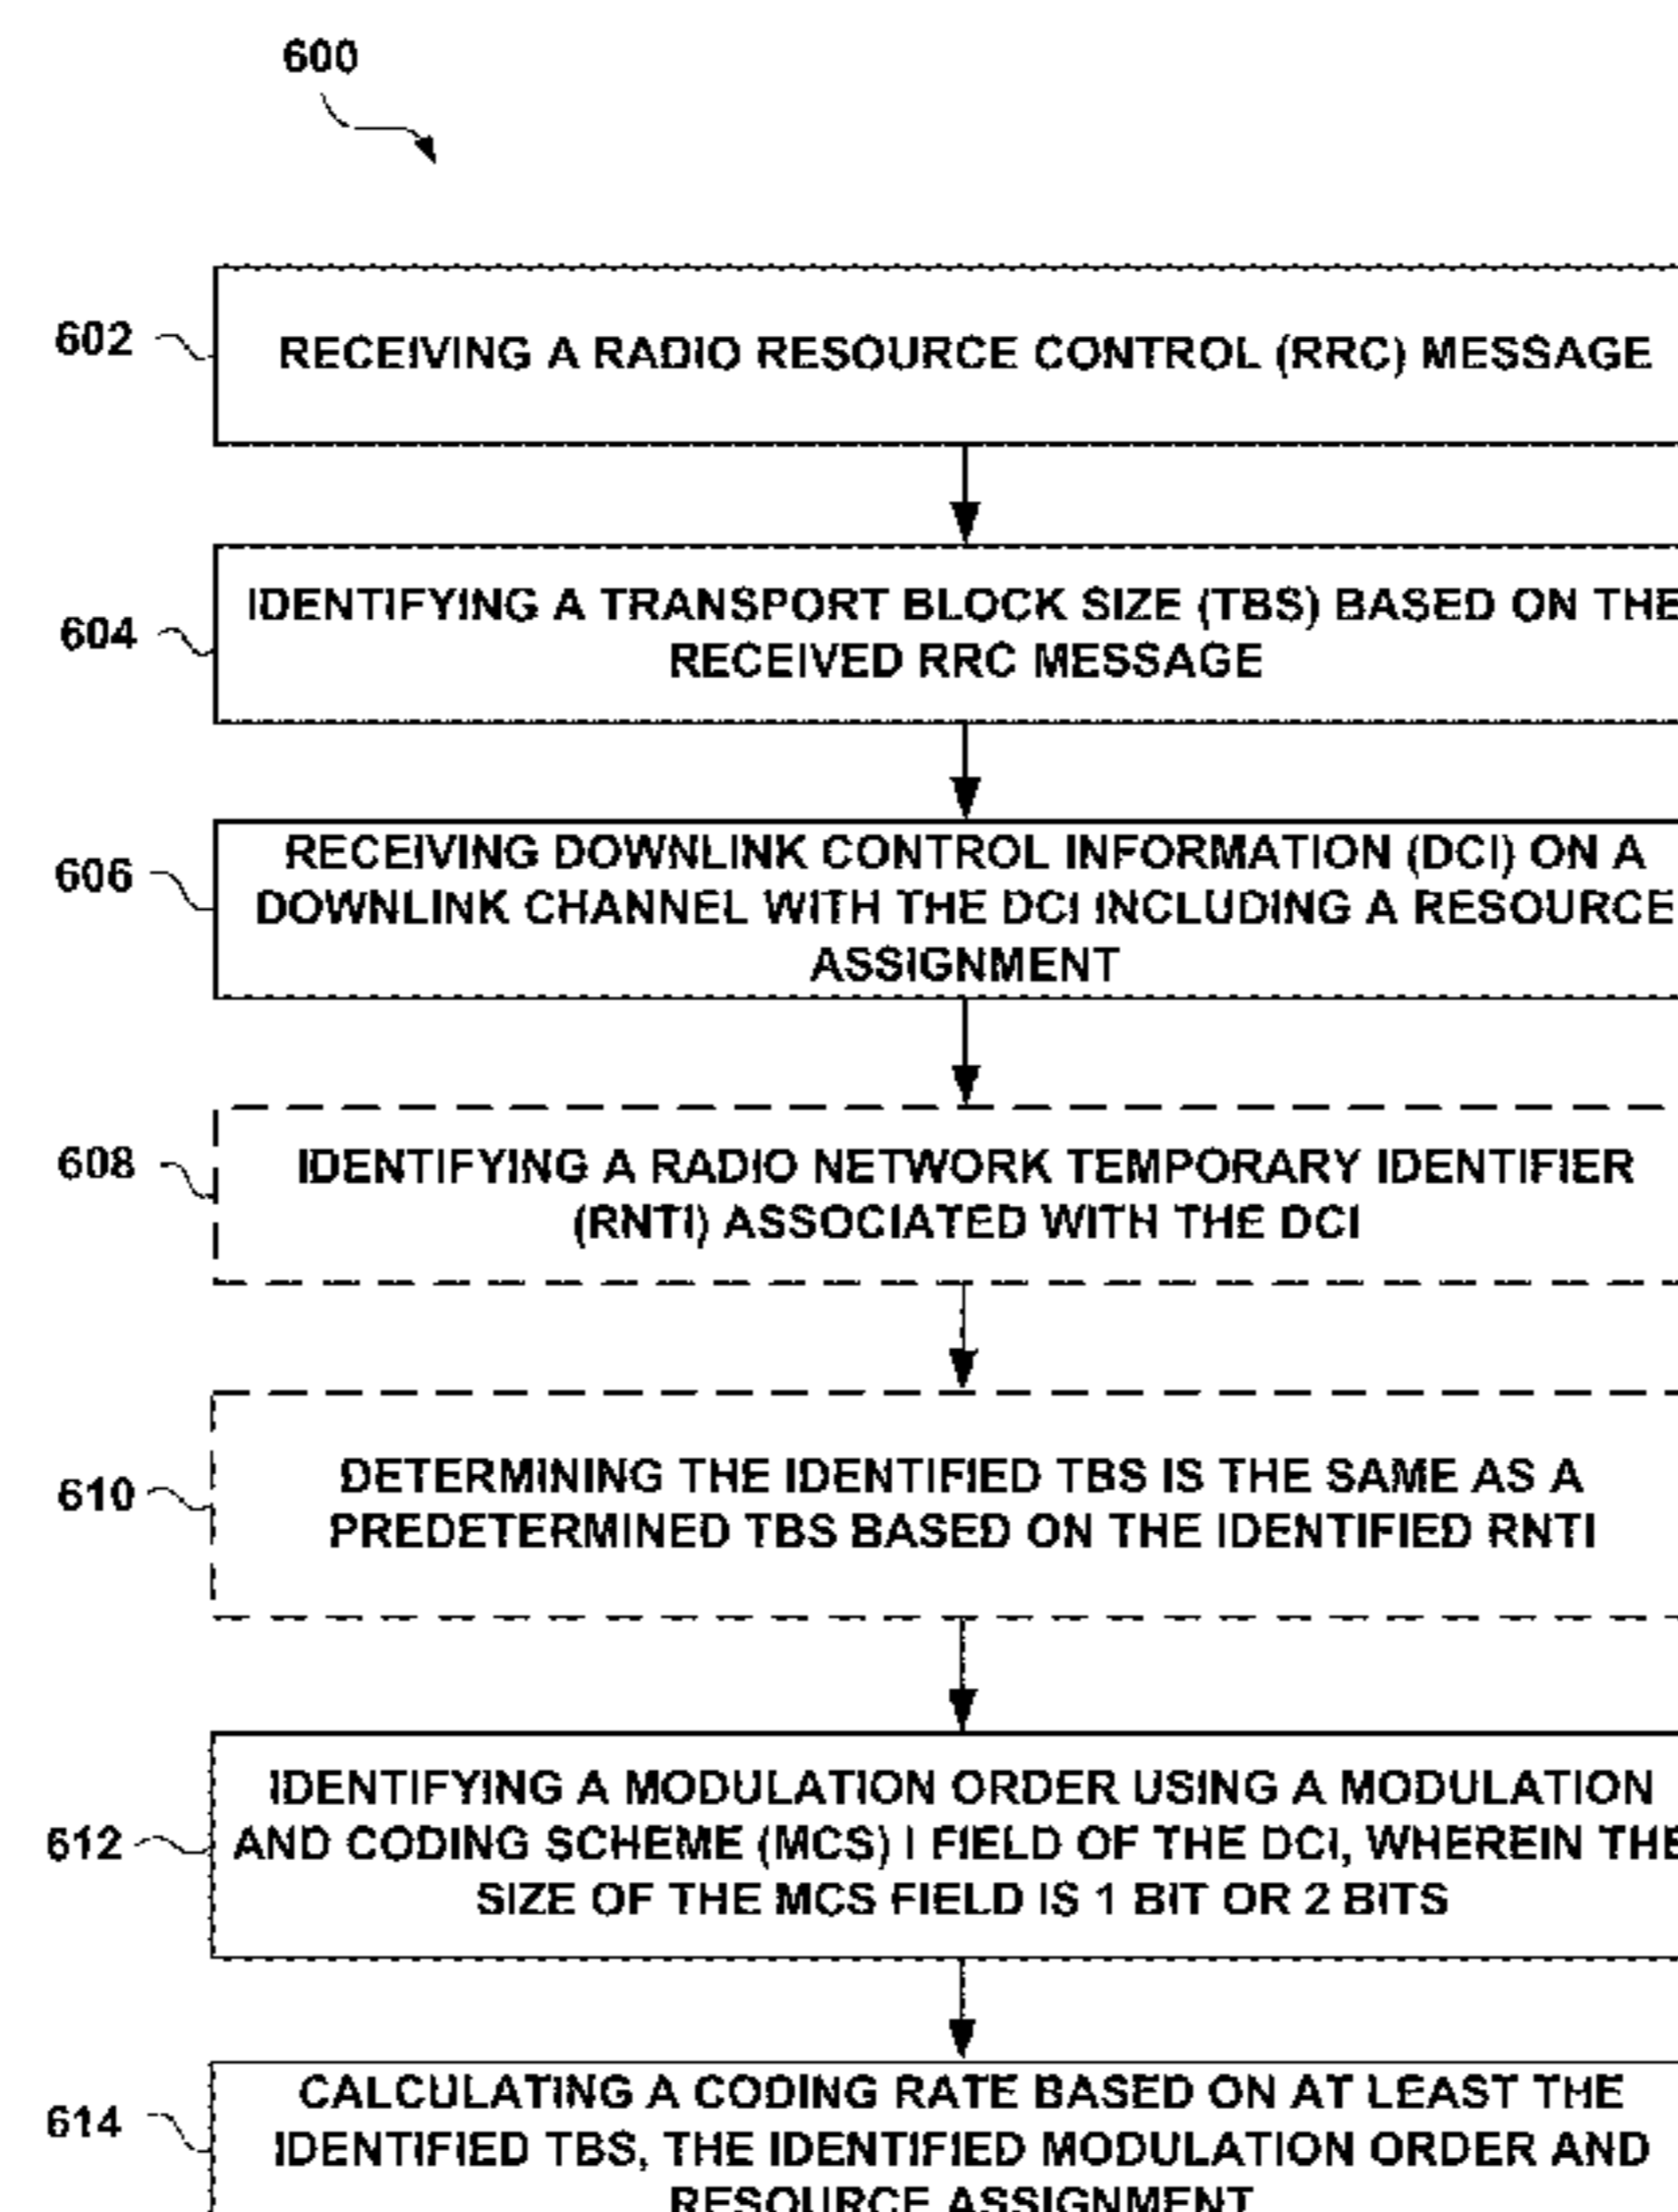 600
602
RECEIVING A RADIO RESOURCE CONTROL (RRC) MESSAGE
604
IDENTIFYING A TRANSPORT BLOCK SIZE (TBS) BASED ON THE
RECEIVED RRC MESSAGE
606
RECEIVING DOWNLINK CONTROL INFORMATION (DCI) ON A
DOWNLINK CHANNEL WITH THE DCI INCLUDING A RESOURCE
ASSIGNMENT
608
IDENTIFYING A RADIO NETWORK TEMPORARY IDENTIFIER
(RNTI) ASSOCIATED WITH THE DCI
610
DETERMINING THE IDENTIFIED TBS IS THE SAME AS A
PREDETERMINED TBS BASED ON THE IDENTIFIED RNTI
612
IDENTIFYING A MODULATION ORDER USING A MODULATION
AND CODING SCHEME (MCS) I FIELD OF THE DCI, WHEREIN THE
SIZE OF THE MCS FIELD IS 1 BIT OR 2 BITS
614
CALCULATING A CODING RATE BASED ON AT LEAST THE
IDENTIFIED TBS, THE IDENTIFIED MODULATION ORDER AND
RESOURCE ASSIGNMENT